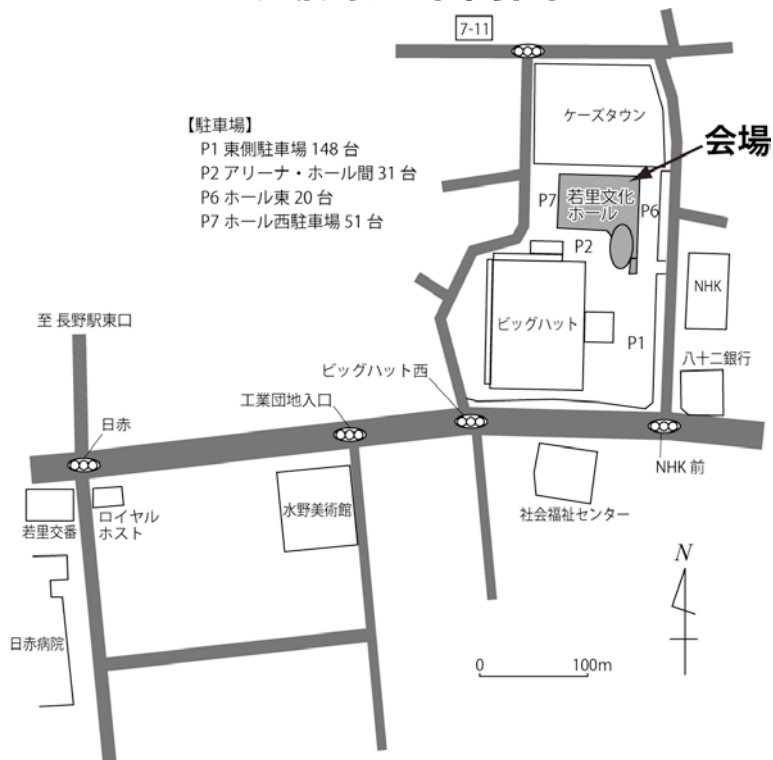 7-11
【駐車場】
P1 東側駐車場 148 台
P2 アリーナ・ホール間 31 台
P6 ホール東 20 台
P7 ホール西駐車場 51 台
ケーズタウン
会場
P7
若里文化
ホール
P6
P2
NHK
ビッグハット
P1
至 長野駅東口
八十二銀行
ビッグハット西
工業団地入口
日赤
NHK 前
若里交番
ロイヤル
ホスト
水野美術館
社会福祉センター
日赤病院
N
0 100m